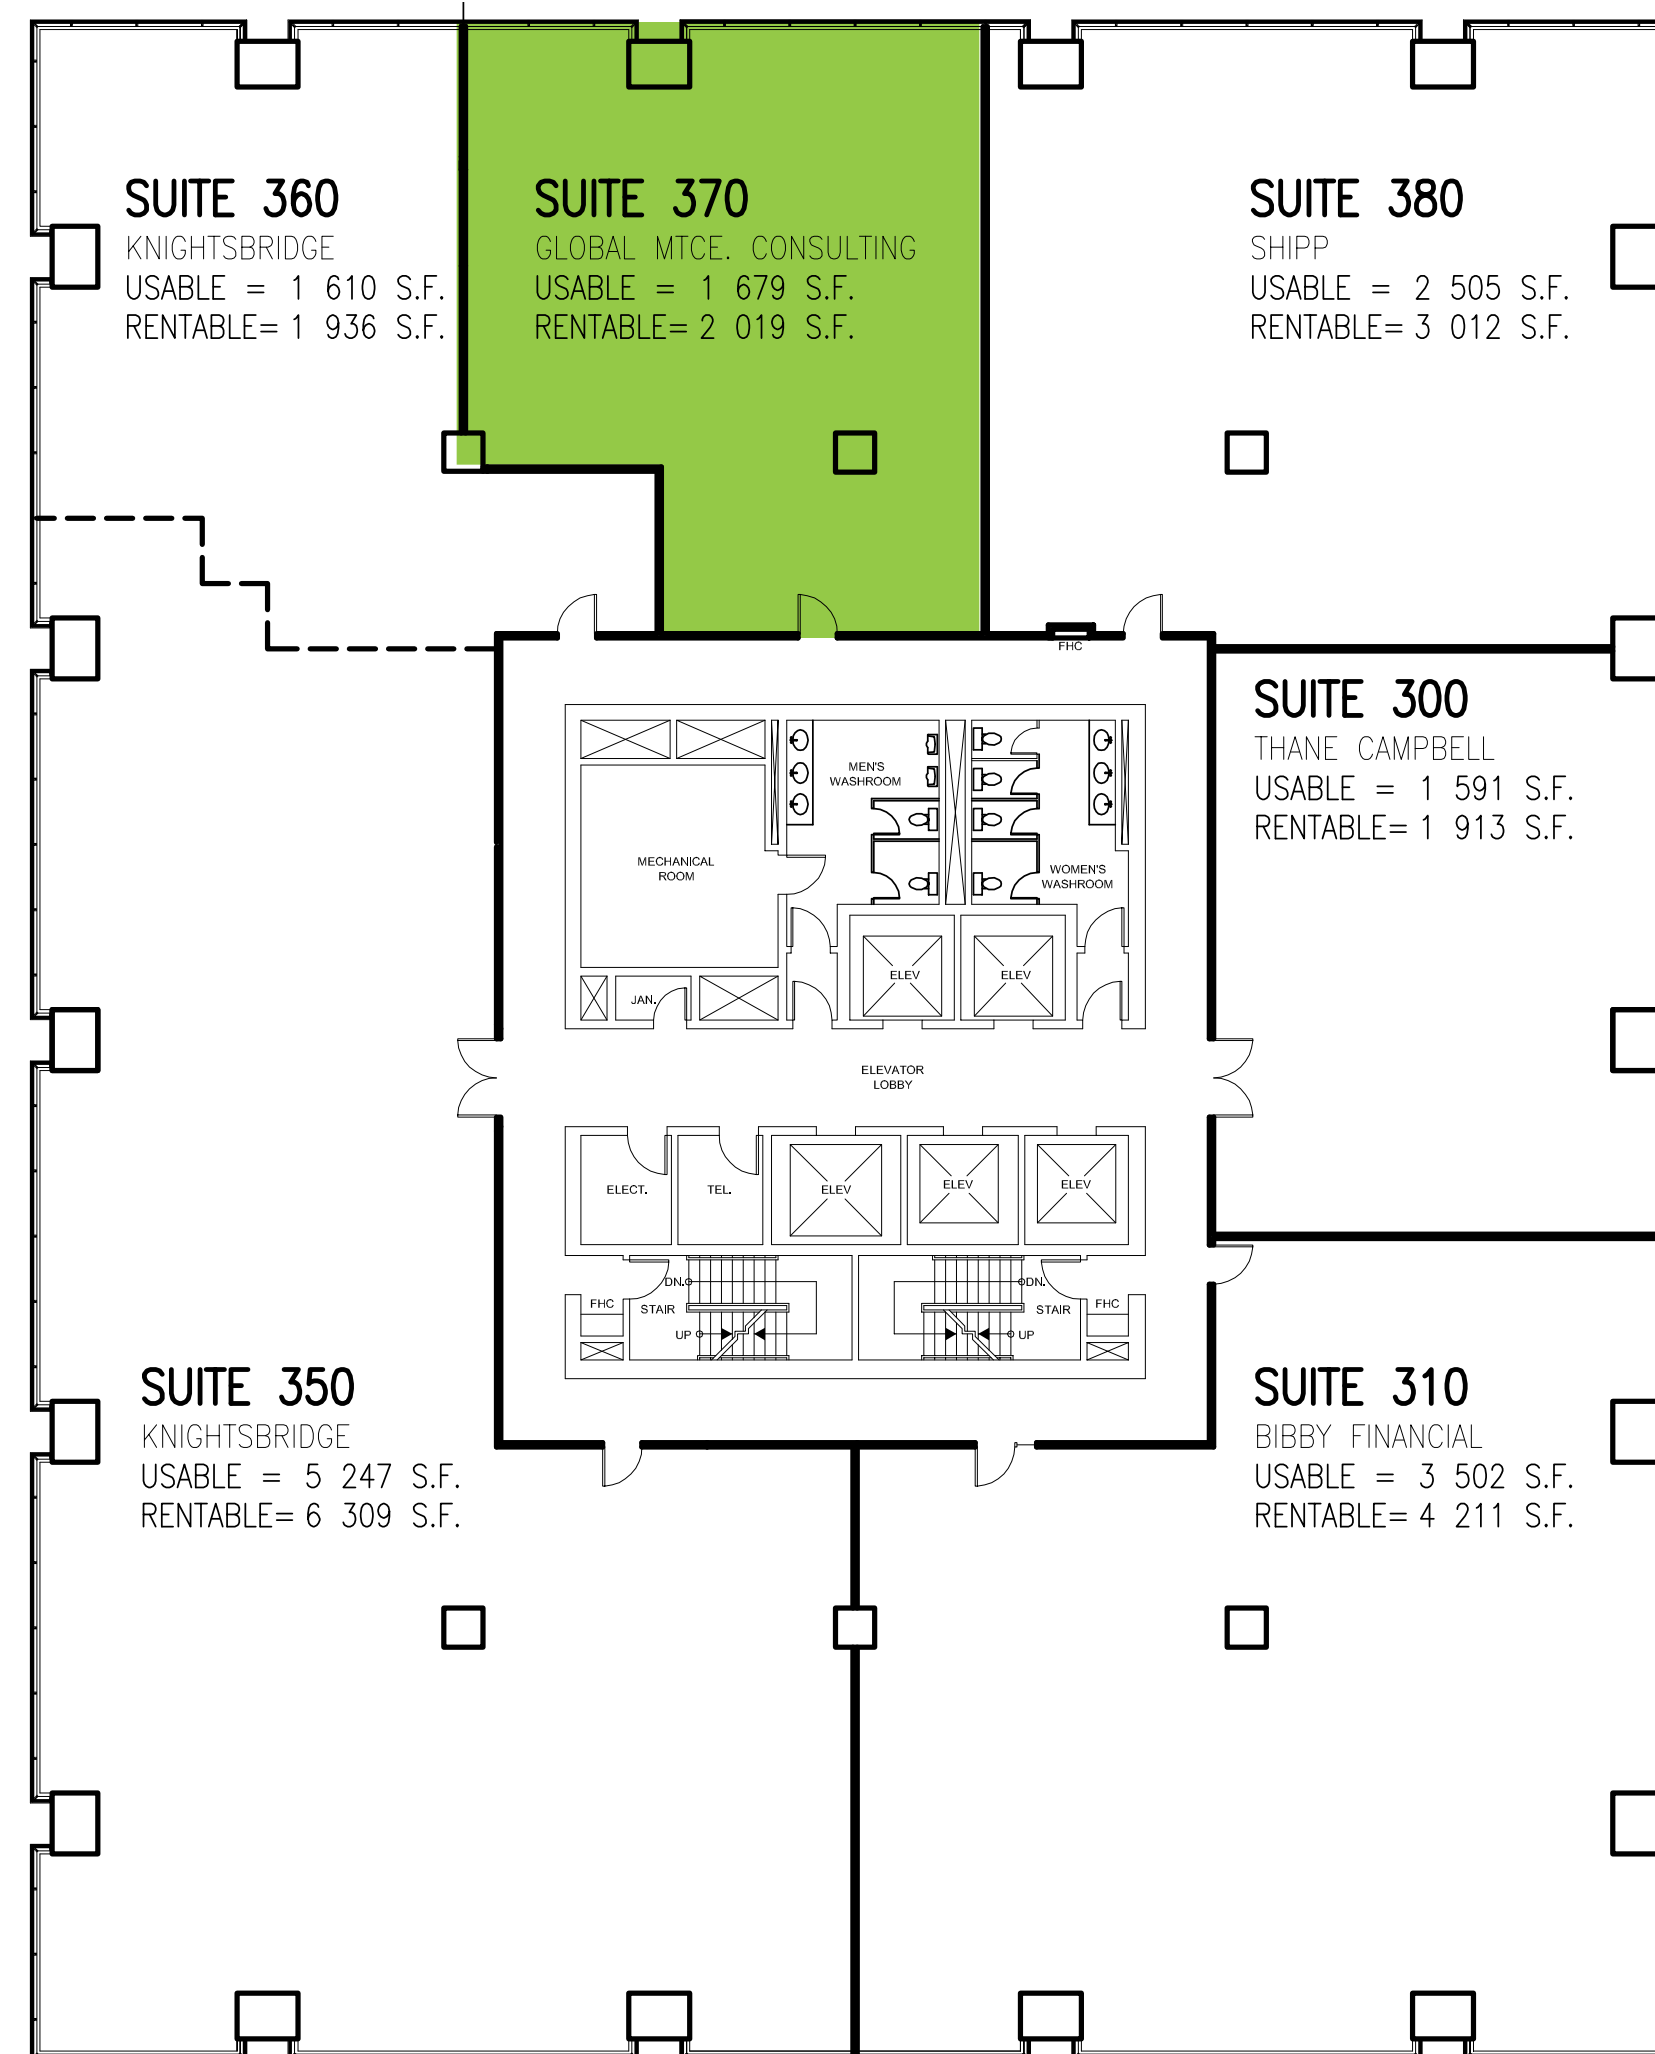 SUITE 360
KNIGHTSBRIDGE
USABLE = 1 610 S.F.
RENTABLE= 1 936 S.F.
SUITE 370
GLOBAL MTCE. CONSULTING
USABLE = 1 679 S.F.
RENTABLE= 2 019 S.F.
SUITE 380
SHIPP
USABLE = 2 505 S.F.
RENTABLE= 3 012 S.F.
FHC
SUITE 300
THANE CAMPBELL
USABLE = 1 591 S.F.
RENTABLE= 1 913 S.F.
MEN'S
WASHROOM
MECHANICAL
ROOM
WOMEN'S
WASHROOM
ELEV
ELEV
JAN.
ELEVATOR
LOBBY
ELECT.
TEL.
ELEV
ELEV
ELEV
DN.
DN.
FHC
STAIR
STAIR
FHC
UP
UP
SUITE 350
KNIGHTSBRIDGE
USABLE = 5 247 S.F.
RENTABLE= 6 309 S.F.
SUITE 310
BIBBY FINANCIAL
USABLE = 3 502 S.F.
RENTABLE= 4 211 S.F.